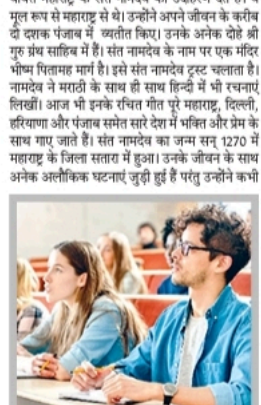 मूल रूप से महाराष्ट्र से थे। उन्होंने अपने जीवन के करीब
दो दशक पंजाब में व्यतीत किए। उनके अनेक दोहे श्री
गुरु ग्रंथ साहिब में हैं। संत नामदेव के नाम पर एक मंदिर
भीष्म पितामह मार्ग है। इसे संत नामदेव ट्रस्ट चलाता है।
नामदेव ने मराठी के साथ ही साथ हिन्दी में भी रचनाएं
लिखीं। आज भी इनके रचित गीत पूरे महाराष्ट्र, दिल्ली,
हरियाणा और पंजाब समेत सारे देश में भक्ति और प्रेम के
साथ गाए जाते हैं। संत नामदेव का जन्म सन् 1270 में
महाराष्ट्र के जिला सतारा में हुआ। उनके जीवन के साथ
अनेक अलौकिक घटनाएं जुड़ी हुई हैं परंतु उन्होंने कभी